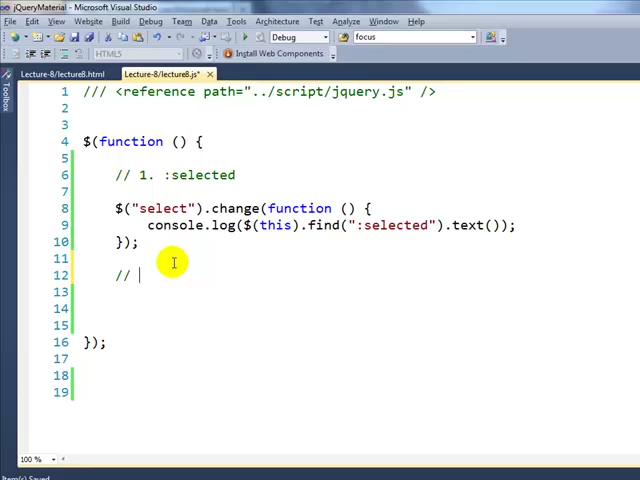 jQueryMaterial - Microsoft Visual Studio
File Edit View Website Build Debug Team Data Tools Architecture Test Analyze Window Help
Debug focus
HTML5 Install Web Components
Toolbox
Lecture-8/lecture8.html Lecture-8/lecture8.js* ×
1 /// <reference path="../script/jquery.js" />
2
3
4 $(function () {
5
6 // 1. :selected
7
8 $("select").change(function () {
9 console.log($(this).find(":selected").text());
10 });
11
12 //
13
14
15
16 });
17
18
19
100 %
Item(s) Saved